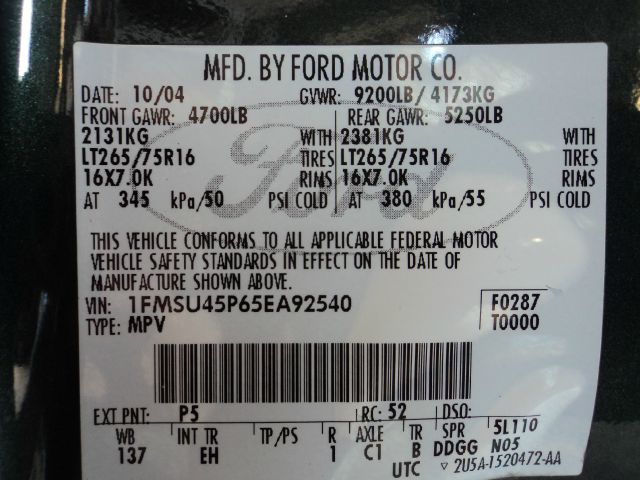 MFD. BY FORD MOTOR CO.
DATE: 10/04 GVWR: 9200LB/ 4173KG
FRONT GAWR: 4700LB REAR GAWR: 5250LB
2131KG WITH 2381KG WITH
LT265/75R16 TIRES LT265/75R16 TIRES
16X7.0K RIMS 16X7.0K RIMS
AT 345 kPa/50 PSI COLD AT 380 kPa/55 PSI COLD
Ford
THIS VEHICLE CONFORMS TO ALL APPLICABLE FEDERAL MOTOR
VEHICLE SAFETY STANDARDS IN EFFECT ON THE DATE OF
MANUFACTURE SHOWN ABOVE.
VIN: 1FMSU45P65EA92540 F0287
TYPE: MPV T0000
EXT PNT: P5 RC: 52 DSO:
WB INT TR TP/PS R AXLE TR SPR 5L110
137 EH 1 C1 B DDGG N05
UTC ▽ 2U5A-1520472-AA